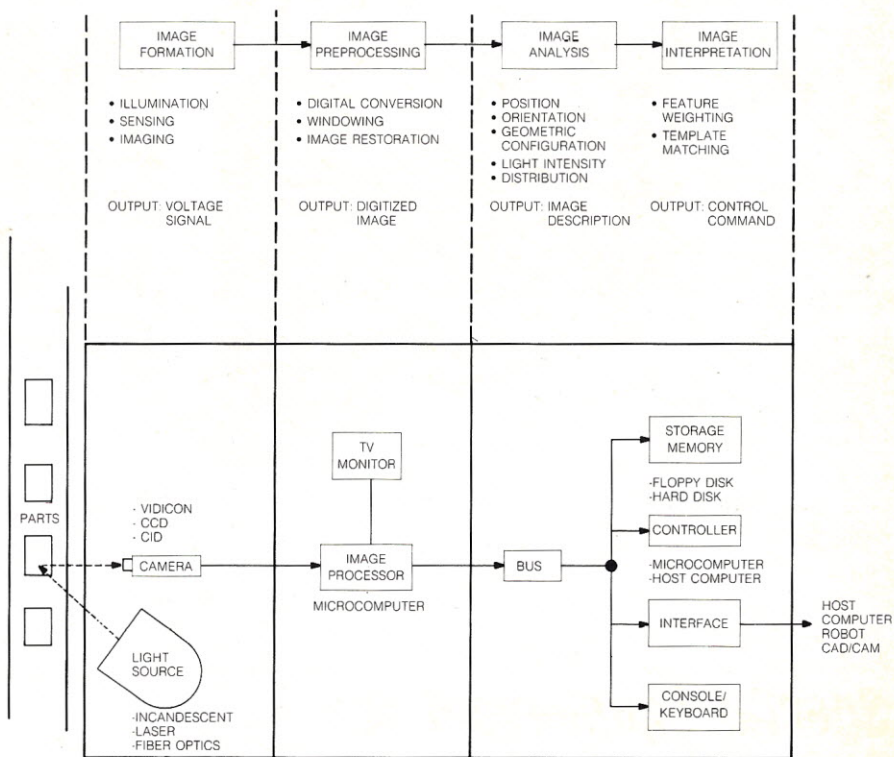 IMAGE
FORMATION
IMAGE
PREPROCESSING
IMAGE
ANALYSIS
IMAGE
INTERPRETATION
• ILLUMINATION
• SENSING
• IMAGING
• DIGITAL CONVERSION
• WINDOWING
• IMAGE RESTORATION
• POSITION
• ORIENTATION
• GEOMETRIC
CONFIGURATION
• LIGHT INTENSITY
• DISTRIBUTION
• FEATURE
WEIGHTING
• TEMPLATE
MATCHING
OUTPUT: VOLTAGE
SIGNAL
OUTPUT: DIGITIZED
IMAGE
OUTPUT: IMAGE
DESCRIPTION
OUTPUT: CONTROL
COMMAND
PARTS
- VIDICON
- CCD
- CID
CAMERA
LIGHT
SOURCE
-INCANDESCENT
-LASER
-FIBER OPTICS
TV
MONITOR
IMAGE
PROCESSOR
MICROCOMPUTER
BUS
STORAGE
MEMORY
-FLOPPY DISK
-HARD DISK
CONTROLLER
-MICROCOMPUTER
-HOST COMPUTER
INTERFACE
CONSOLE/
KEYBOARD
HOST
COMPUTER
ROBOT
CAD/CAM